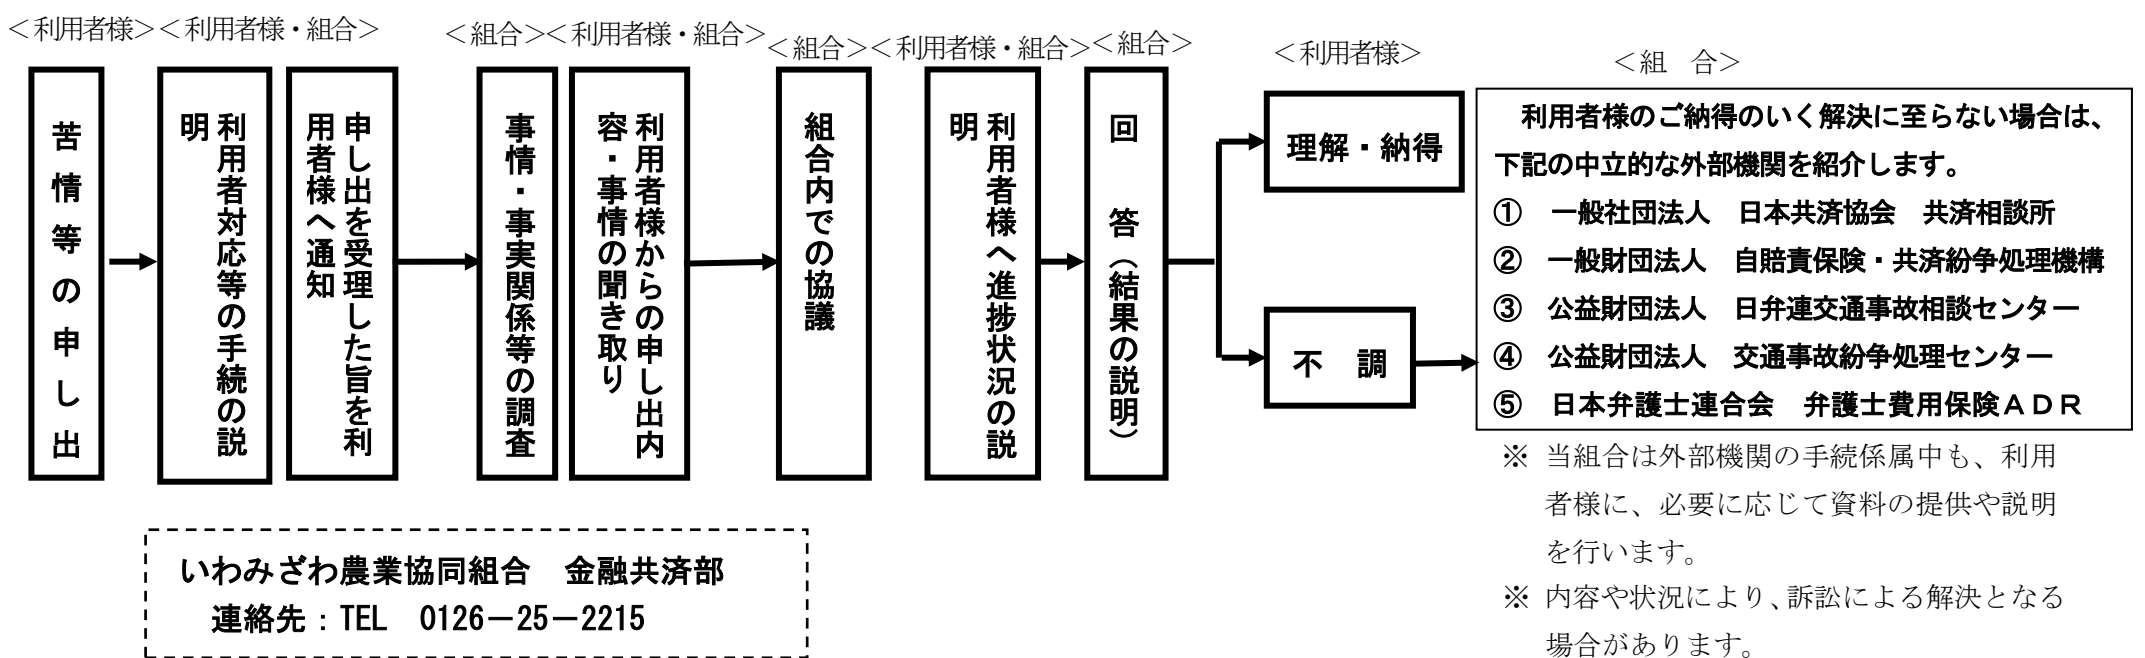 ＜利用者様＞＜利用者様・組合＞
＜組合＞＜利用者様・組合＞
＜組合＞＜利用者様・組合＞
＜組合＞
＜利用者様＞
＜組　合＞
苦情等の申し出
利用者対応等の手続の説
明
申し出を受理した旨を利
用者様へ通知
事情・事実関係等の調査
利用者様からの申し出内
容・事情の聞き取り
組合内での協議
利用者様へ進捗状況の説
明
回　答（結果の説明）
理解・納得
不　調
利用者様のご納得のいく解決に至らない場合は、
下記の中立的な外部機関を紹介します。
①　一般社団法人　日本共済協会　共済相談所
②　一般財団法人　自賠責保険・共済紛争処理機構
③　公益財団法人　日弁連交通事故相談センター
④　公益財団法人　交通事故紛争処理センター
⑤　日本弁護士連合会　弁護士費用保険ＡＤＲ
※ 当組合は外部機関の手続係属中も、利用
者様に、必要に応じて資料の提供や説明
を行います。
※ 内容や状況により、訴訟による解決となる
場合があります。
いわみざわ農業協同組合　金融共済部
連絡先：TEL　0126－25－2215